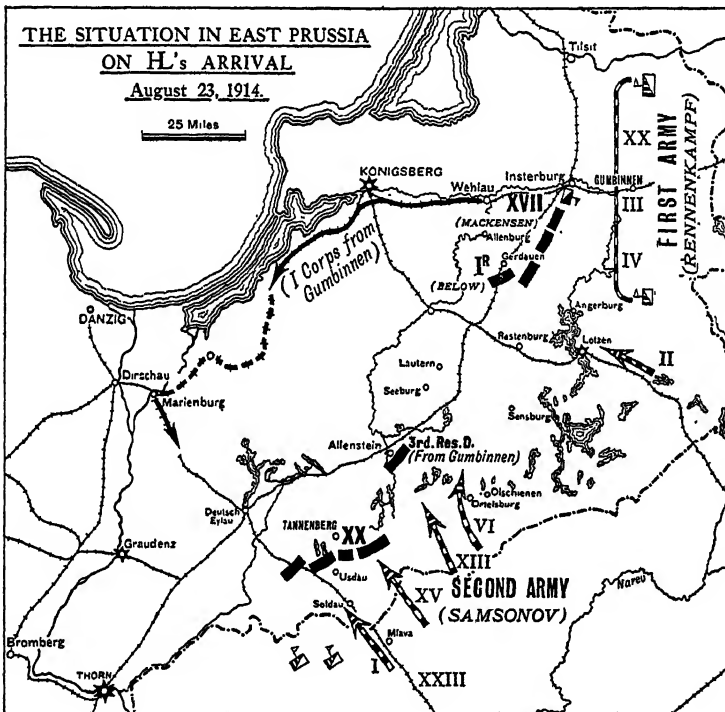 THE SITUATION IN EAST PRUSSIA
ON HL's ARRIVAL
August 23, 1914.
25 Miles
Tilsit
KÖNIGSBERG
Wehlau
Insterburg
GUMBINNEN
XX
III
IV
FIRST ARMY
(RENNENKAMPF)
XVII
(MACKENSEN)
Allenburg
Gerdauen
I^R
(BELOW)
(I Corps from
Gumbinnen)
Angerburg
DANZIG
Rastenburg
Lötzen
II
Lautern
Seeburg
Dirschau
Marienburg
Sensburg
Allenstein
3rd. Res. D.
(From Gumbinnen)
Olschienen
Ortelsburg
Deutsch
Eylau
TANNENBERG
XX
VI
Graudenz
XIII
Usdau
XV
SECOND ARMY
(SAMSONOV)
Narew
Soldau
Mlava
Bromberg
I
XXIII
THORN